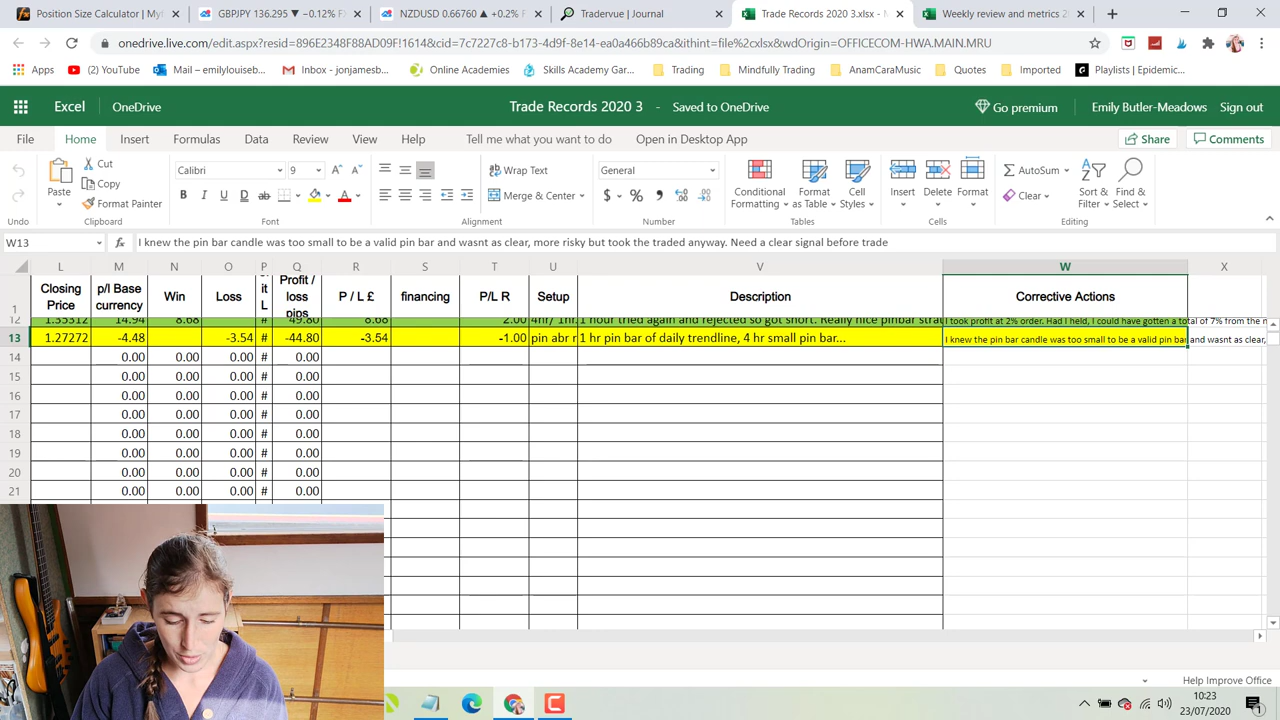 Position Size Calculator | Myf
GBPJPY 136.295 ▼ −0.12%
NZDUSD 0.66760 ▲ +0.2%
Tradervue | Journal
Trade Records 2020 3.xlsx - M
Weekly review and metrics 2
onedrive.live.com/edit.aspx?resid=896E2348F88AD09F!161&cid=7c7227c8-b173-4d9f-8e14-ea0a466b89ca&ithint=file%2cxlsx&wdOrigin=OFFICECOM-HWA.MAIN.MRU
Apps
(2) YouTube
Mail – emilylouiseb...
Inbox - jonjamesb...
Online Academies
Skills Academy Gar...
Trading
Mindfully Trading
AnamCaraMusic
Quotes
Imported
Playlists | Epidemic...
Excel
OneDrive
Trade Records 2020 3 - Saved to OneDrive
Go premium
Emily Butler-Meadows
Sign out
File Home Insert Formulas Data Review View Help Tell me what you want to do Open in Desktop App Share Comments
Paste
Cut
Copy
Format Painter
Calibri 9
B I U D ab
Wrap Text
Merge & Center
General
$ % 9
Conditional Formatting
Format as Table
Cell Styles
Insert
Delete
Format
AutoSum
Clear
Sort & Filter
Find & Select
Undo Clipboard Font Alignment Number Tables Cells Editing
W13 fx I knew the pin bar candle was too small to be a valid pin bar and wasnt as clear, more risky but took the traded anyway. Need a clear signal before trade
L M N O P Q R S T U V W X
1 Closing Price p/l Base currency Win Loss it L Profit / loss pips P / L £ financing P/L R Setup Description Corrective Actions
12 1.35312 14.94 8.68 # 49.80 8.68 2.00 4hr/ 1hr. 1 hour tried again and rejected so got short. Really nice pinbar strat I took profit at 2% order. Had I held, I could have gotten a total of 7% from the
13 1.27272 -4.48 -3.54 # -44.80 -3.54 -1.00 pin abr r 1 hr pin bar of daily trendline, 4 hr small pin bar... I knew the pin bar candle was too small to be a valid pin bar and wasnt as clear,
14 0.00 0.00 0.00 # 0.00
15 0.00 0.00 0.00 # 0.00
16 0.00 0.00 0.00 # 0.00
17 0.00 0.00 0.00 # 0.00
18 0.00 0.00 0.00 # 0.00
19 0.00 0.00 0.00 # 0.00
20 0.00 0.00 0.00 # 0.00
21 0.00 0.00 0.00 # 0.00
Help Improve Office
10:23
23/07/2020
1